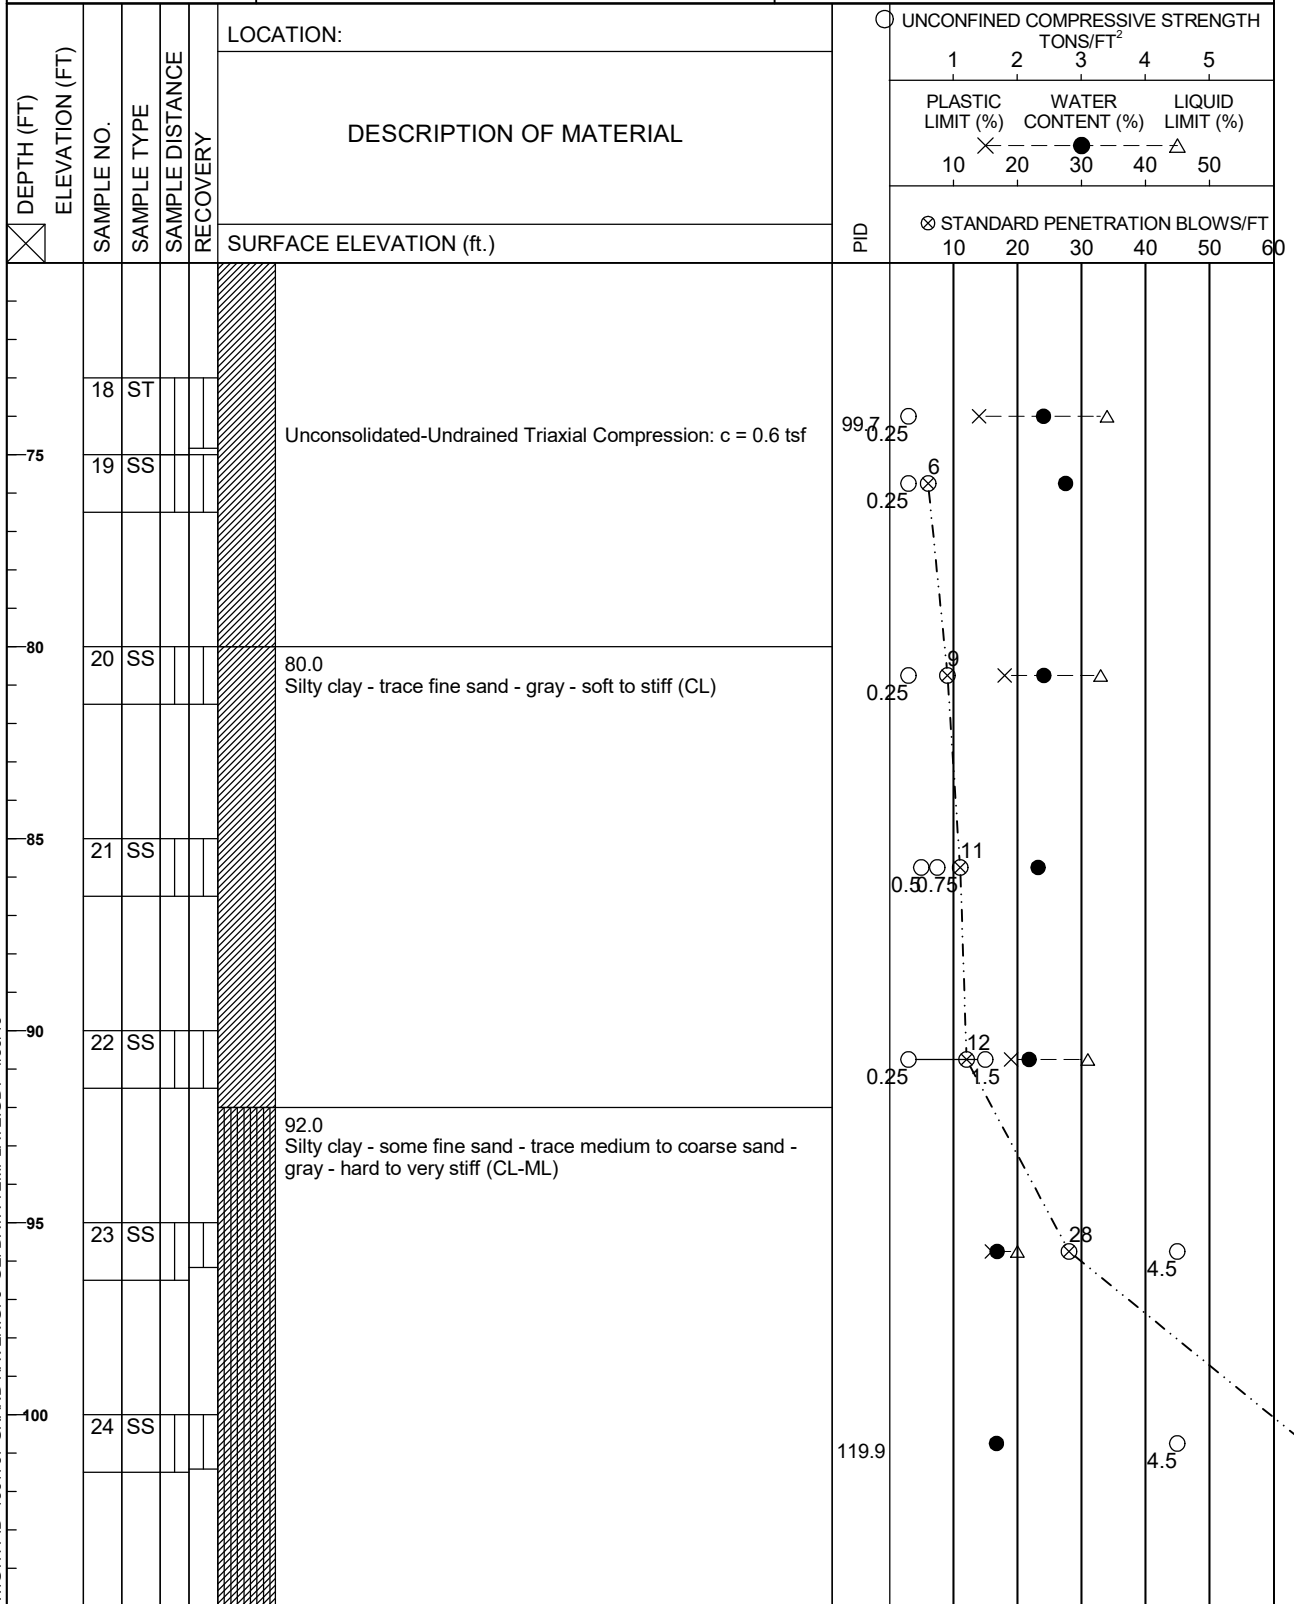 LOCATION:
UNCONFINED COMPRESSIVE STRENGTH
TONS/FT²
1 2 3 4 5
DEPTH (FT)
ELEVATION (FT)
SAMPLE NO.
SAMPLE TYPE
SAMPLE DISTANCE
RECOVERY
DESCRIPTION OF MATERIAL
PID
PLASTIC WATER LIQUID
LIMIT (%) CONTENT (%) LIMIT (%)
10 20 30 40 50
SURFACE ELEVATION (ft.)
STANDARD PENETRATION BLOWS/FT
10 20 30 40 50 60
18 ST
99.7
0.25
Unconsolidated-Undrained Triaxial Compression: c = 0.6 tsf
75
19 SS
6
0.25
80
20 SS
80.0
Silty clay - trace fine sand - gray - soft to stiff (CL)
9
0.25
85
21 SS
11
0.5 0.75
90
22 SS
12
0.25 1.5
92.0
Silty clay - some fine sand - trace medium to coarse sand -
gray - hard to very stiff (CL-ML)
95
23 SS
28
4.5
100
24 SS
119.9
4.5